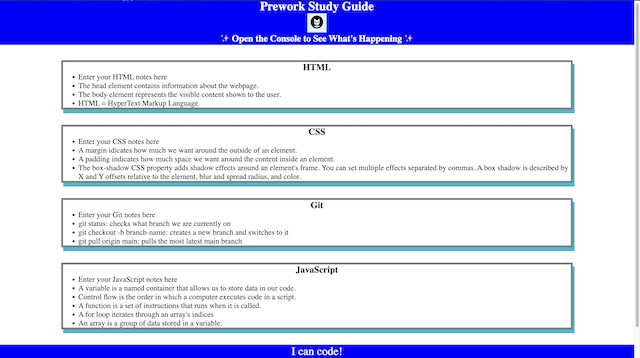 Prework Study Guide
✨ Open the Console to See What's Happening ✨
HTML
• Enter your HTML notes here
• The head element contains information about the webpage.
• The body element represents the visible content shown to the user.
• HTML = HyperText Markup Language
CSS
• Enter your CSS notes here
• A margin idicates how much we want around the outside of an element.
• A padding indicates how much space we want around the content inside an element.
• The box-shadow CSS property adds shadow effects around an element's frame. You can set multiple effects separated by commas. A box shadow is described by
X and Y offsets relative to the element, blur and spread radius, and color.
Git
• Enter your Git notes here
• git status: checks what branch we are currently on
• git checkout -b branch-name: creates a new branch and switches to it
• git pull origin main: pulls the most latest main branch
JavaScript
• Enter your JavaScript notes here
• A variable is a named container that allows us to store data in our code.
• Control flow is the order in which a computer executes code in a script.
• A function is a set of instructions that runs when it is called.
• A for loop iterates through an array's indices
• An array is a group of data stored in a variable.
I can code!